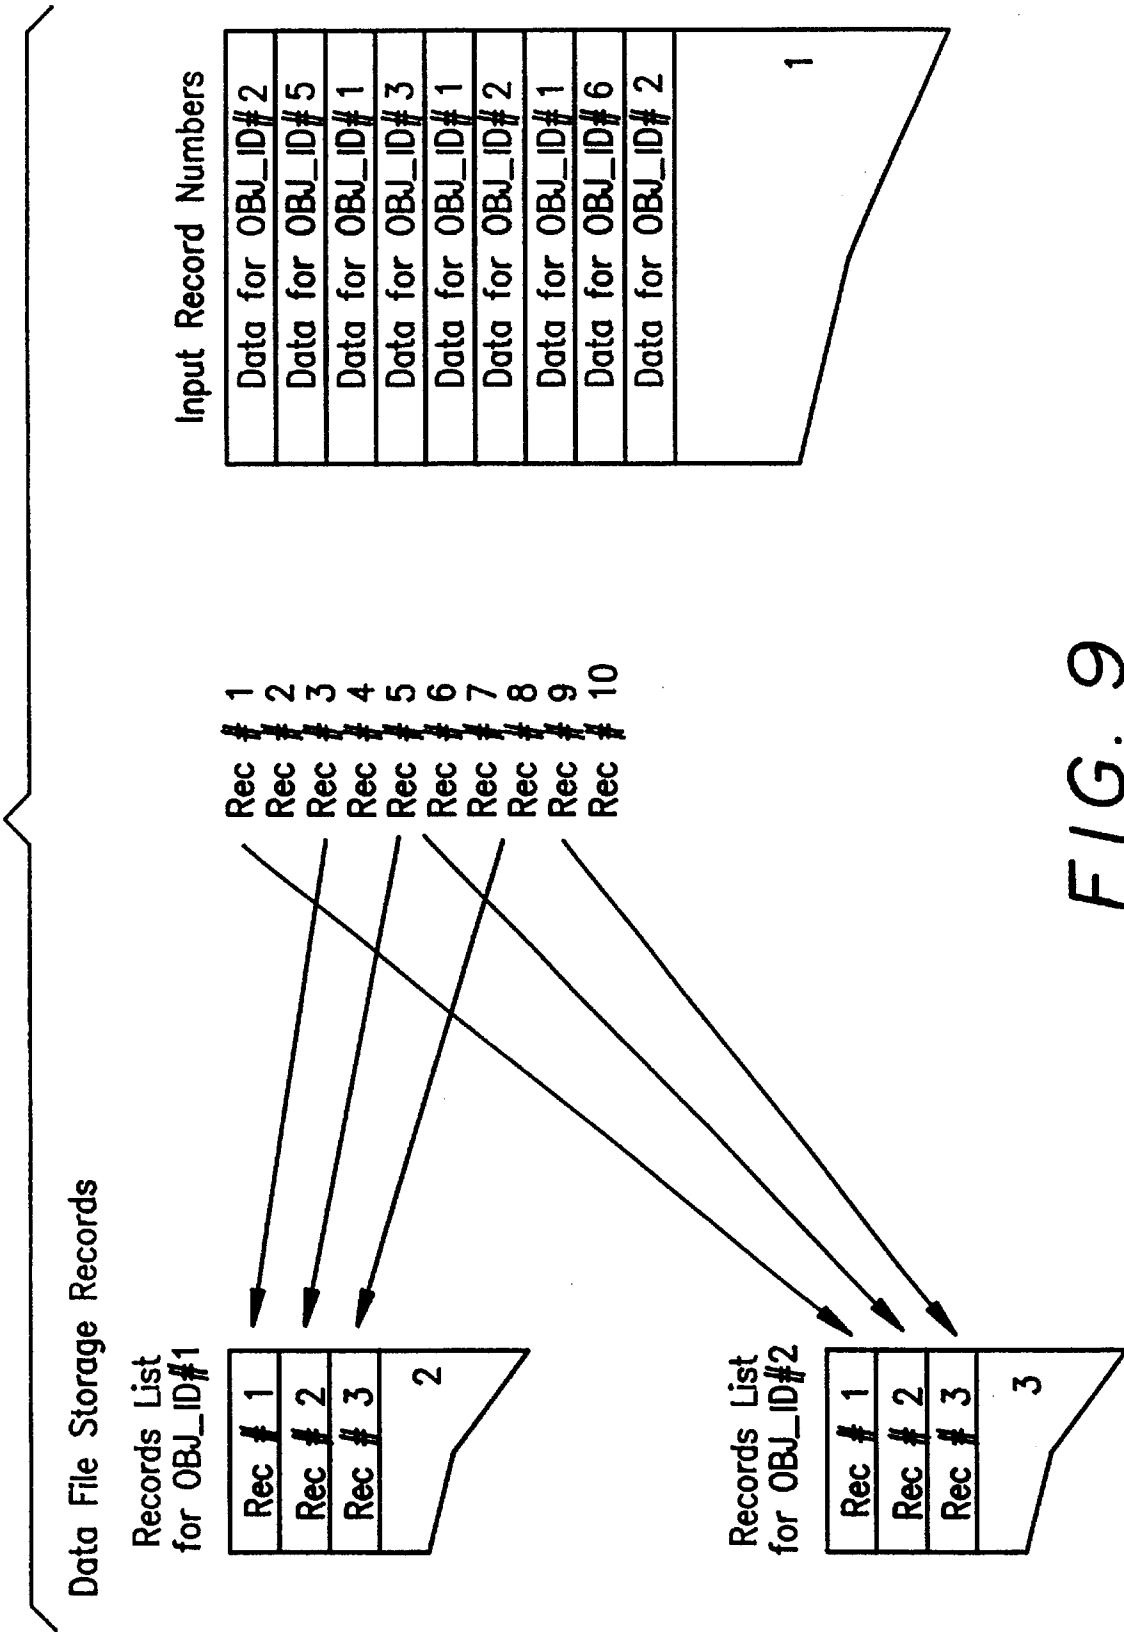 Data File Storage Records
Records List
for OBJ_ID#1
Rec # 1
Rec # 2
Rec # 3
2
Records List
for OBJ_ID#2
Rec # 1
Rec # 2
Rec # 3
3
Rec # 1
Rec # 2
Rec # 3
Rec # 4
Rec # 5
Rec # 6
Rec # 7
Rec # 8
Rec # 9
Rec # 10
Input Record Numbers
Data for OBJ_ID# 2
Data for OBJ_ID# 5
Data for OBJ_ID# 1
Data for OBJ_ID# 3
Data for OBJ_ID# 1
Data for OBJ_ID# 2
Data for OBJ_ID# 1
Data for OBJ_ID# 6
Data for OBJ_ID# 2
1
FIG. 9